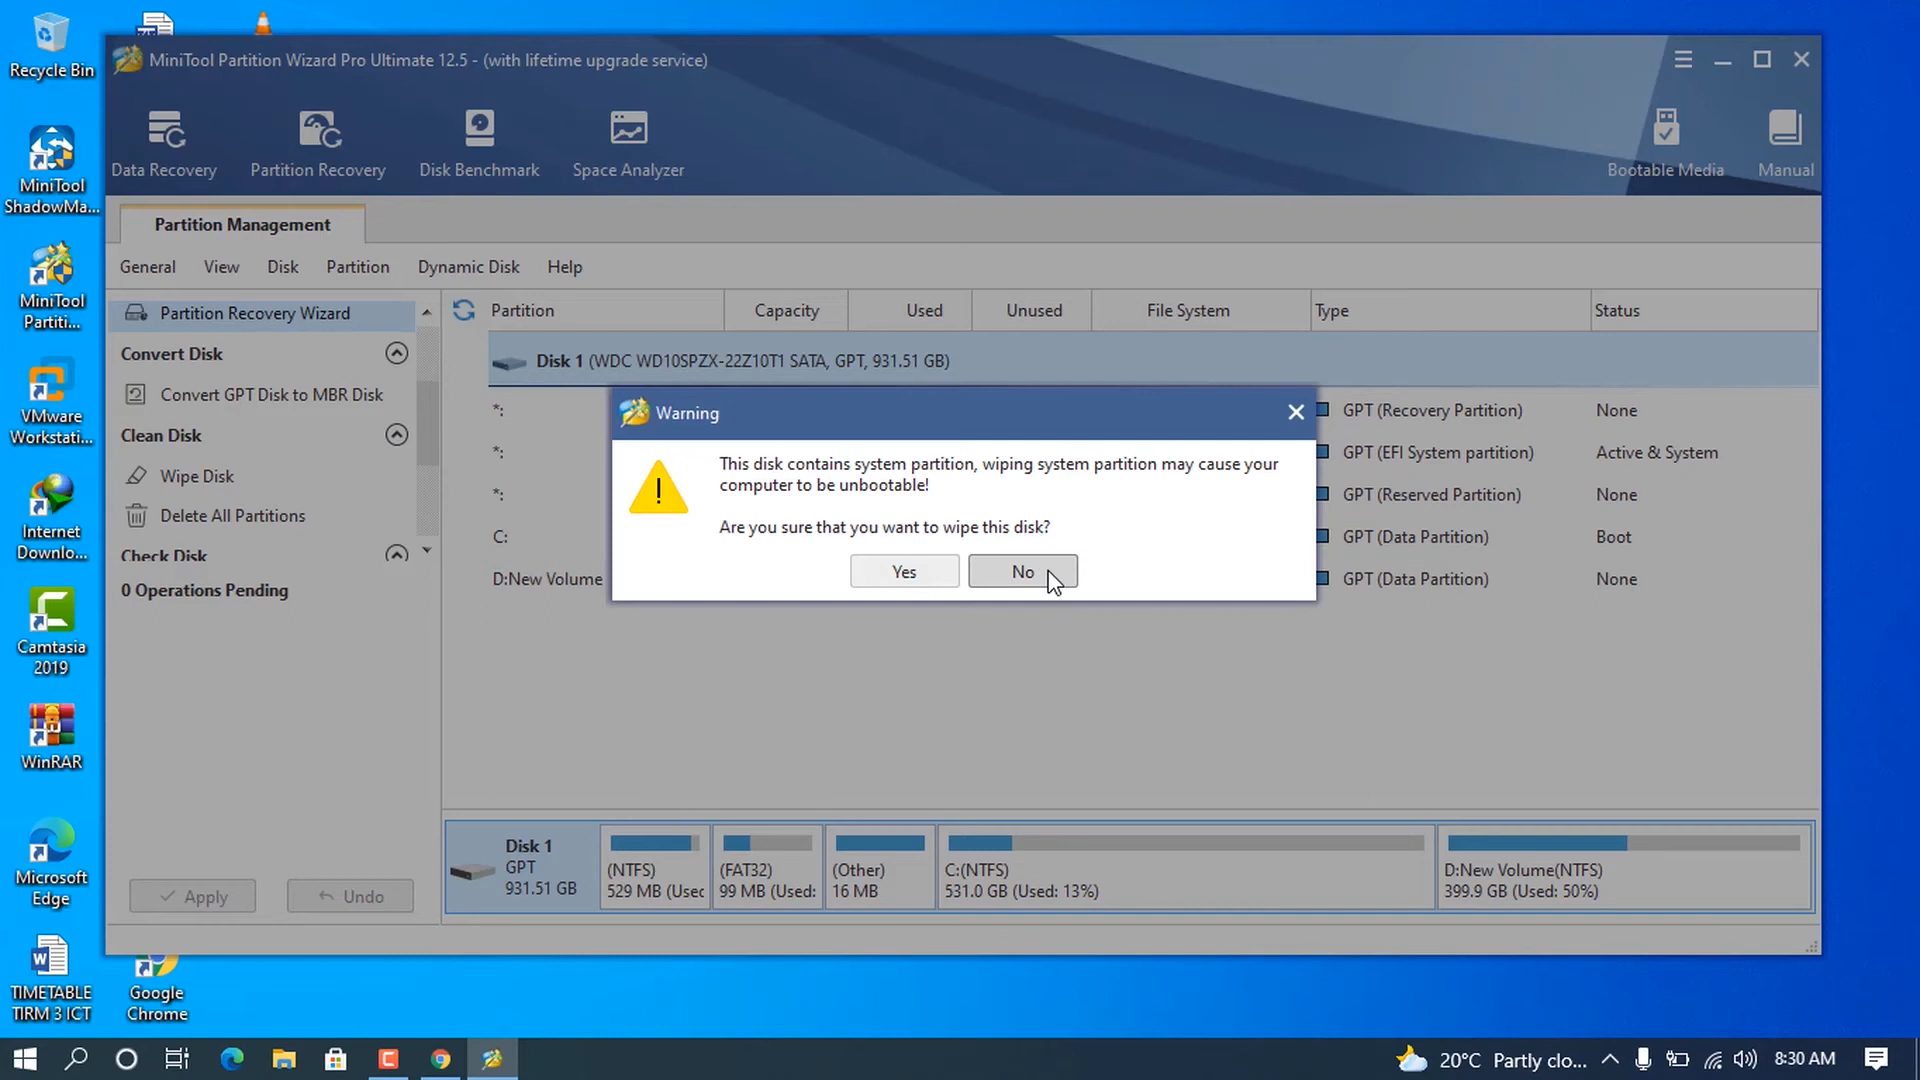 Recycle Bin
MiniTool
ShadowMa...
MiniTool
Partiti...
VMware
Workstati...
Internet
Downlo...
Camtasia
2019
WinRAR
Microsoft
Edge
TIMETABLE
TIRM 3 ICT
Google
Chrome
MiniTool Partition Wizard Pro Ultimate 12.5 - (with lifetime upgrade service)
Data Recovery
Partition Recovery
Disk Benchmark
Space Analyzer
Bootable Media
Manual
Partition Management
General
View
Disk
Partition
Dynamic Disk
Help
Partition Recovery Wizard
Convert Disk
Convert GPT Disk to MBR Disk
Clean Disk
Wipe Disk
Delete All Partitions
Check Disk
0 Operations Pending
Apply
Undo
Partition
Capacity
Used
Unused
File System
Type
Status
Disk 1 (WDC WD10SPZX-22Z10T1 SATA, GPT, 931.51 GB)
*:
GPT (Recovery Partition)
None
*:
GPT (EFI System partition)
Active & System
*:
GPT (Reserved Partition)
None
C:
GPT (Data Partition)
Boot
D:New Volume
GPT (Data Partition)
None
Warning
This disk contains system partition, wiping system partition may cause your
computer to be unbootable!
Are you sure that you want to wipe this disk?
Yes
No
Disk 1
GPT
931.51 GB
(NTFS)
529 MB (Used
(FAT32)
99 MB (Used:
(Other)
16 MB
C:(NTFS)
531.0 GB (Used: 13%)
D:New Volume(NTFS)
399.9 GB (Used: 50%)
20°C Partly clo...
8:30 AM